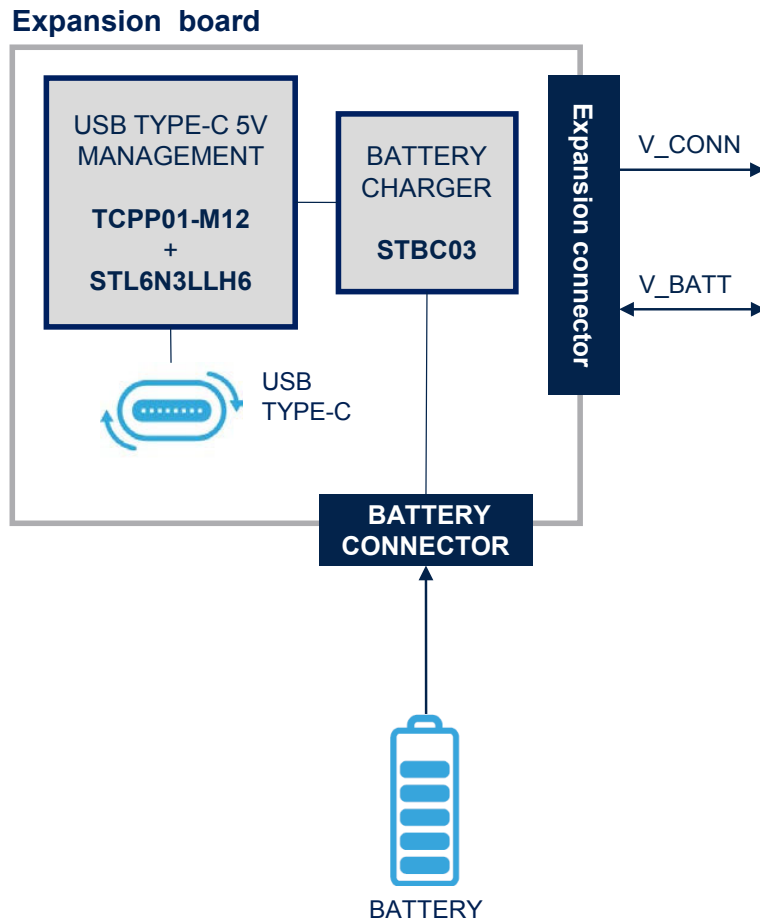 Expansion board
USB TYPE-C 5V
MANAGEMENT
TCPP01-M12
+
STL6N3LLH6
BATTERY
CHARGER
STBC03
Expansion connector
V_CONN
V_BATT
USB
TYPE-C
BATTERY
CONNECTOR
BATTERY